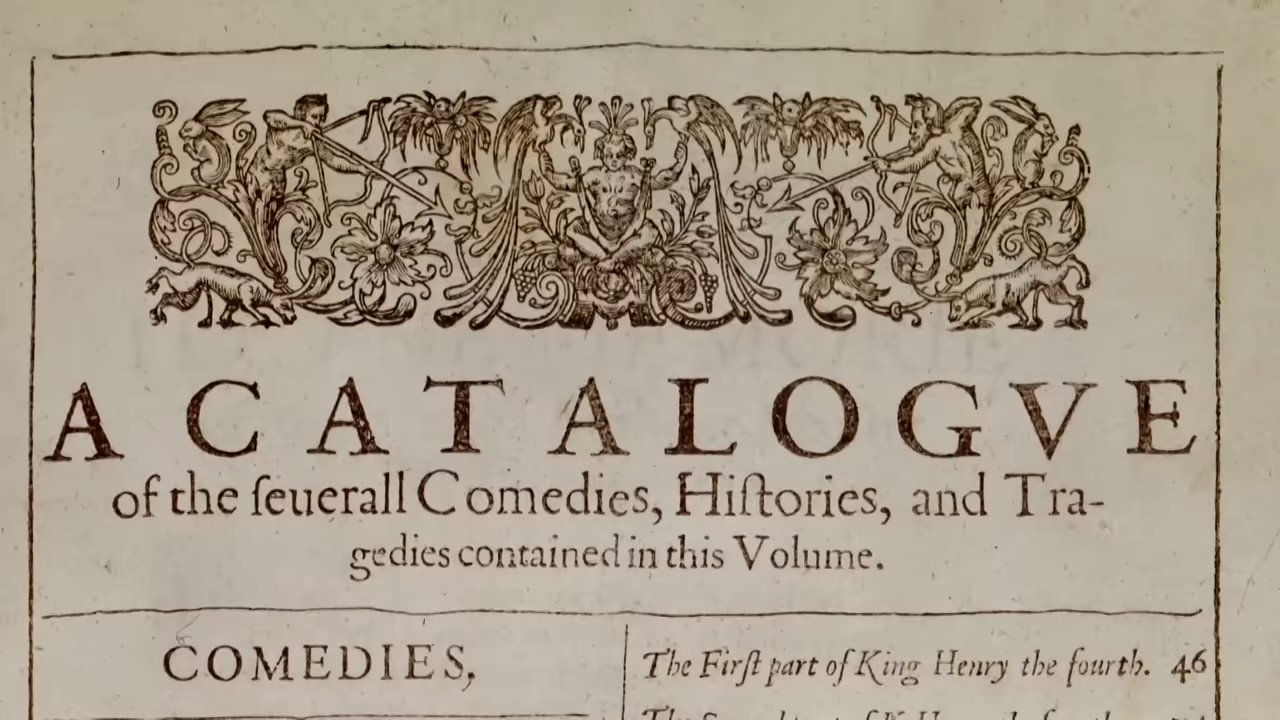 A CATALOGVE
of the ſeuerall Comedies, Hiſtories, and Tra-
gedies contained in this Volume.
COMEDIES,
The Firſt part of King Henry the fourth. 46